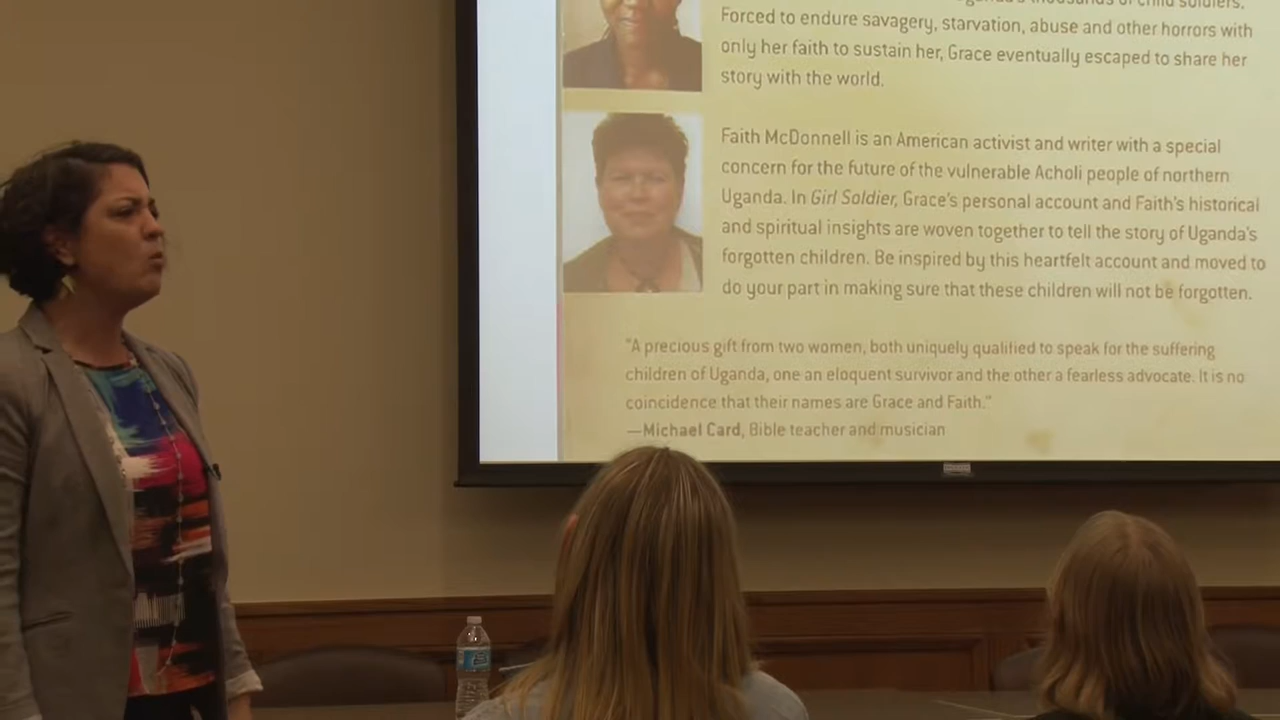 thousands of child soldiers.
Forced to endure savagery, starvation, abuse and other horrors with
only her faith to sustain her, Grace eventually escaped to share her
story with the world.
Faith McDonnell is an American activist and writer with a special
concern for the future of the vulnerable Acholi people of northern
Uganda. In Girl Soldier, Grace's personal account and Faith's historical
and spiritual insights are woven together to tell the story of Uganda's
forgotten children. Be inspired by this heartfelt account and moved to
do your part in making sure that these children will not be forgotten.
"A precious gift from two women, both uniquely qualified to speak for the suffering
children of Uganda, one an eloquent survivor and the other a fearless advocate. It is no
coincidence that their names are Grace and Faith."
—Michael Card, Bible teacher and musician